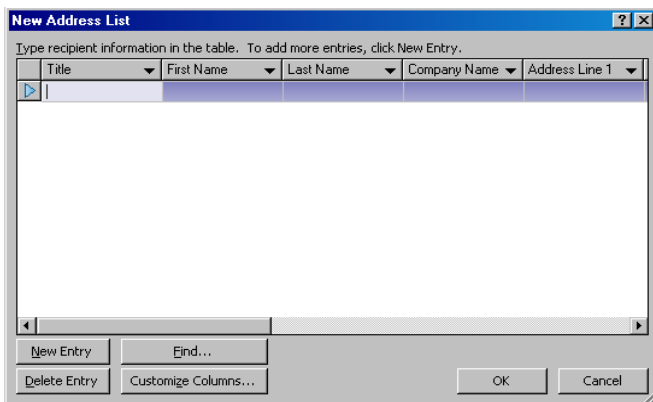 New Address List
Type recipient information in the table. To add more entries, click New Entry.
Title First Name Last Name Company Name Address Line 1
New Entry Find...
Delete Entry Customize Columns... OK Cancel